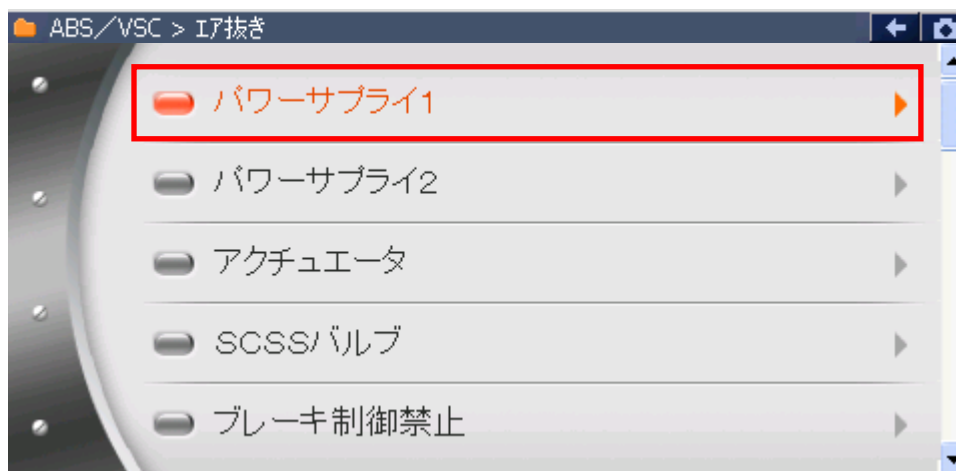 ABS／VSC > ｴｱ抜き
パワーサプライ1
パワーサプライ2
アクチュエータ
SCSSバルブ
ブレーキ制御禁止